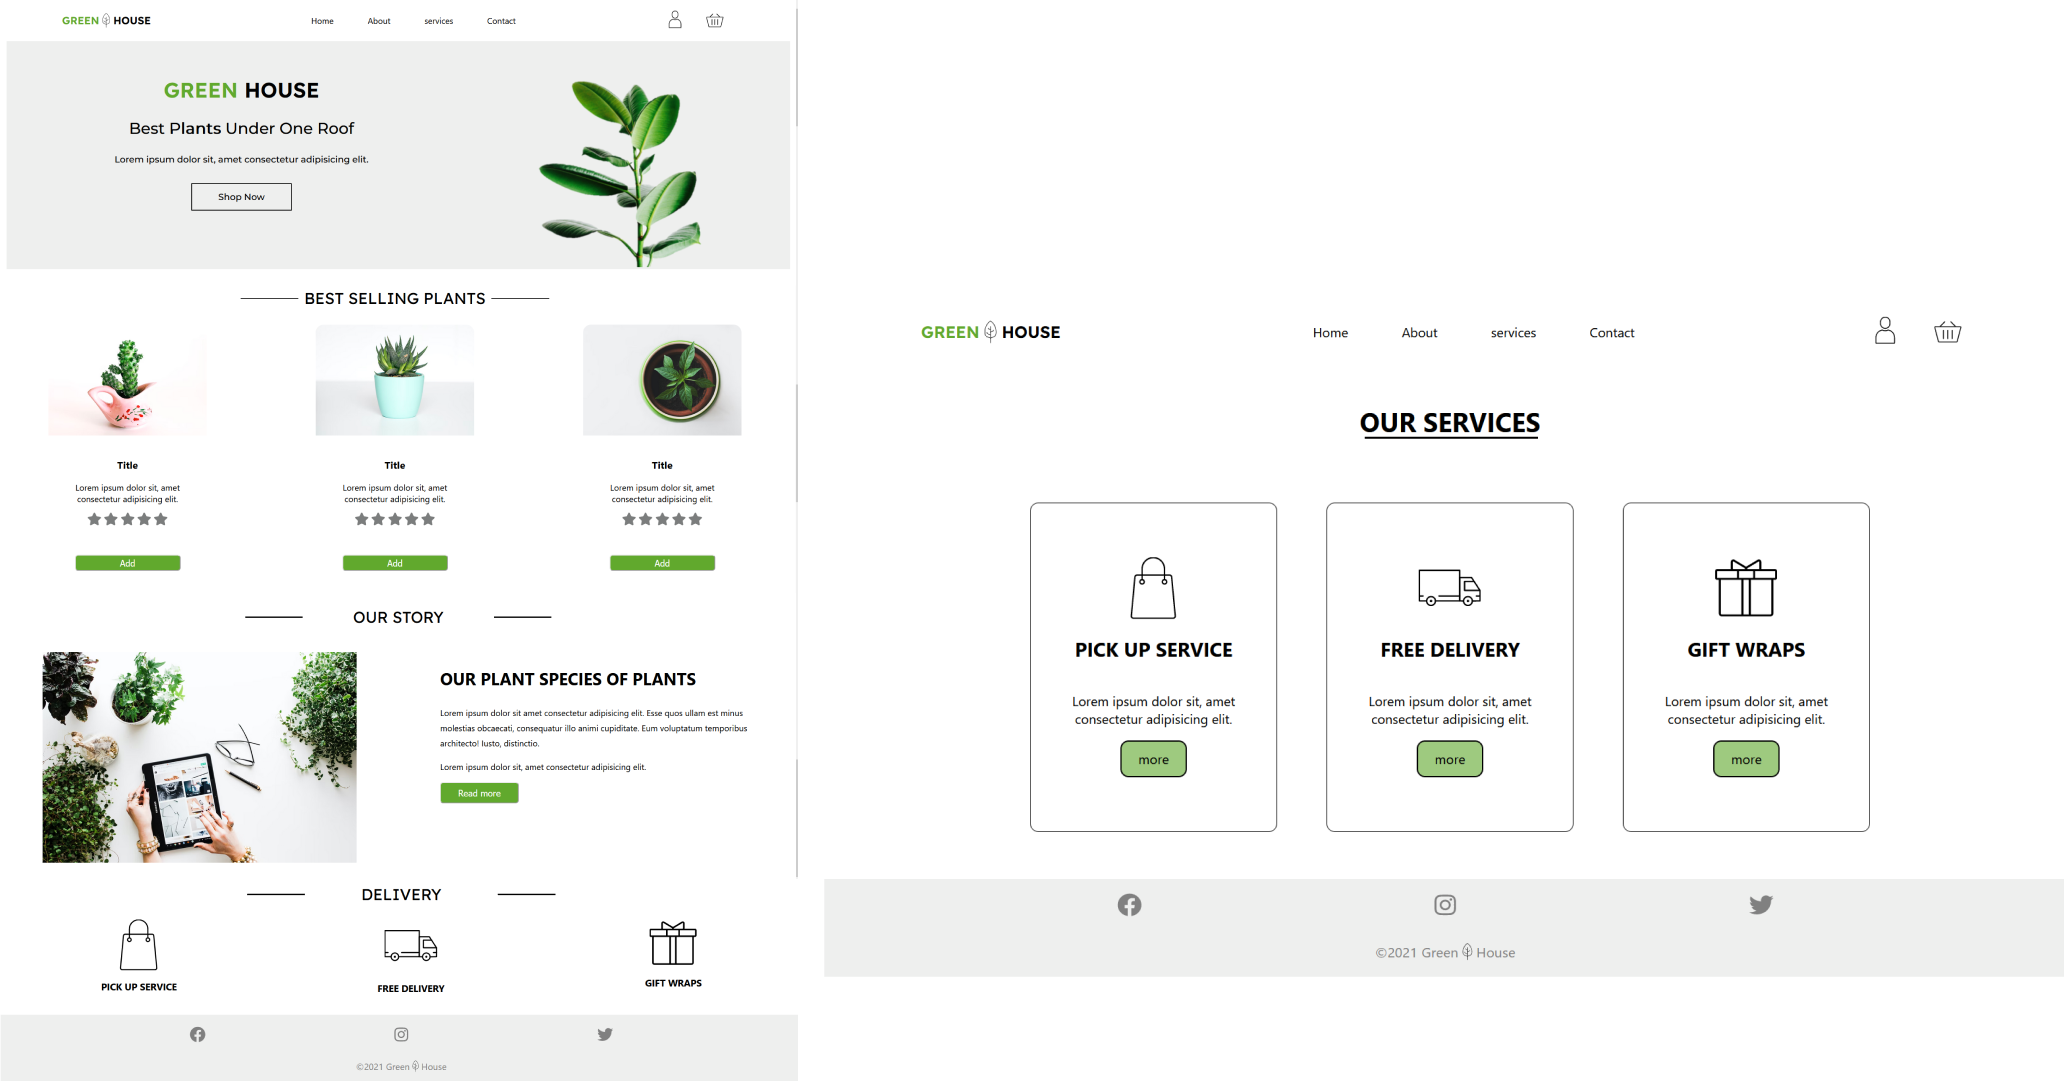 GREEN HOUSE
Home About services Contact
GREEN HOUSE
Best Plants Under One Roof
Lorem ipsum dolor sit, amet consectetur adipisicing elit.
Shop Now
BEST SELLING PLANTS
Title
Lorem ipsum dolor sit, amet
consectetur adipisicing elit.
Add
Title
Lorem ipsum dolor sit, amet
consectetur adipisicing elit.
Add
Title
Lorem ipsum dolor sit, amet
consectetur adipisicing elit.
Add
OUR STORY
OUR PLANT SPECIES OF PLANTS
Lorem ipsum dolor sit amet consectetur adipisicing elit. Esse quos ullam est minus
molestias obcaecati, consequatur illo animi cupiditate. Eum voluptatum temporibus
architecto! Iusto, distinctio.
Lorem ipsum dolor sit, amet consectetur adipisicing elit.
Read more
DELIVERY
PICK UP SERVICE
FREE DELIVERY
GIFT WRAPS
©2021 Green House
GREEN HOUSE
Home About services Contact
OUR SERVICES
PICK UP SERVICE
Lorem ipsum dolor sit, amet
consectetur adipisicing elit.
more
FREE DELIVERY
Lorem ipsum dolor sit, amet
consectetur adipisicing elit.
more
GIFT WRAPS
Lorem ipsum dolor sit, amet
consectetur adipisicing elit.
more
©2021 Green House